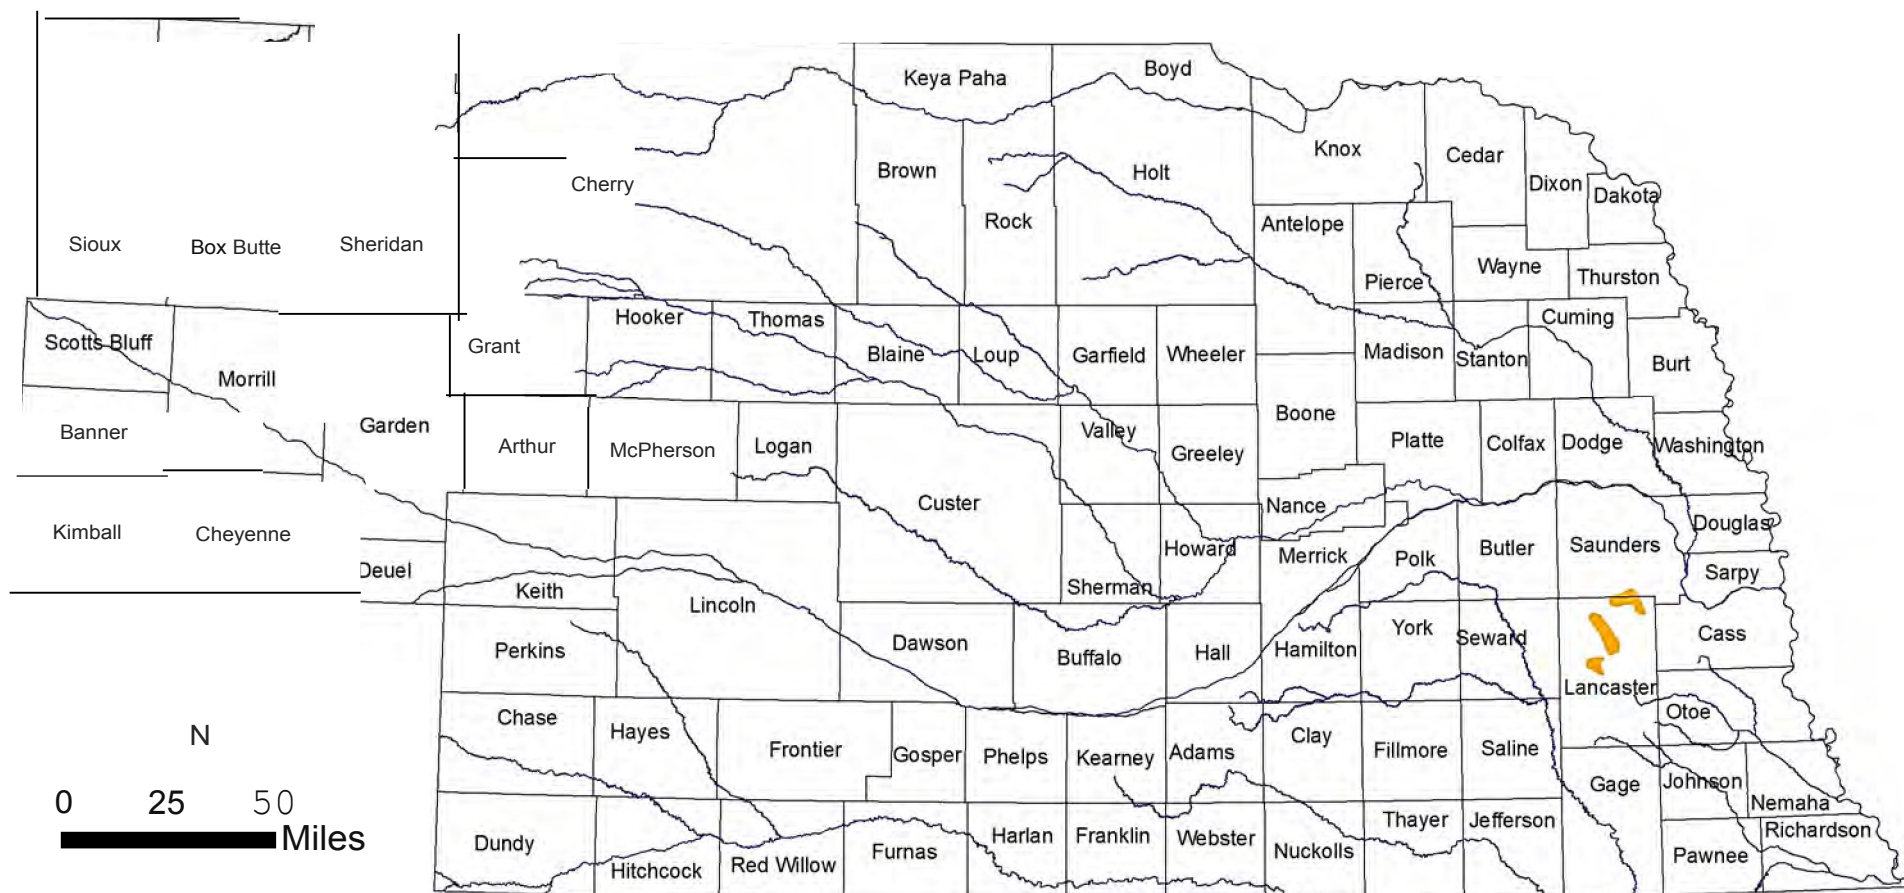 Keya Paha
Boyd
Knox
Cedar
Dixon
Dakota
Cherry
Brown
Holt
Rock
Antelope
Sioux
Box Butte
Sheridan
Pierce
Wayne
Thurston
Scotts Bluff
Grant
Hooker
Thomas
Blaine
Loup
Garfield
Wheeler
Madison
Stanton
Cuming
Burt
Morrill
Boone
Banner
Garden
Arthur
McPherson
Logan
Valley
Greeley
Platte
Colfax
Dodge
Washington
Custer
Nance
Douglas
Kimball
Cheyenne
Howard
Merrick
Polk
Butler
Saunders
Deuel
Keith
Lincoln
Sherman
Sarpy
Perkins
Dawson
Buffalo
Hall
Hamilton
York
Seward
Cass
Lancaster
Chase
Hayes
Frontier
Gosper
Phelps
Kearney
Adams
Clay
Fillmore
Saline
Otoe
Gage
Johnson
Nemaha
Dundy
Hitchcock
Red Willow
Furnas
Harlan
Franklin
Webster
Nuckolls
Thayer
Jefferson
Pawnee
Richardson
N
0 25 50
Miles